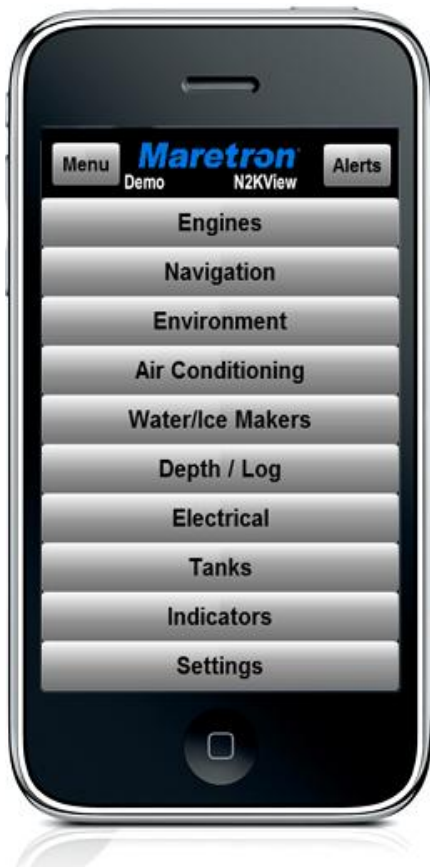 Menu
Maretron
Alerts
Demo
N2KView
Engines
Navigation
Environment
Air Conditioning
Water/Ice Makers
Depth / Log
Electrical
Tanks
Indicators
Settings